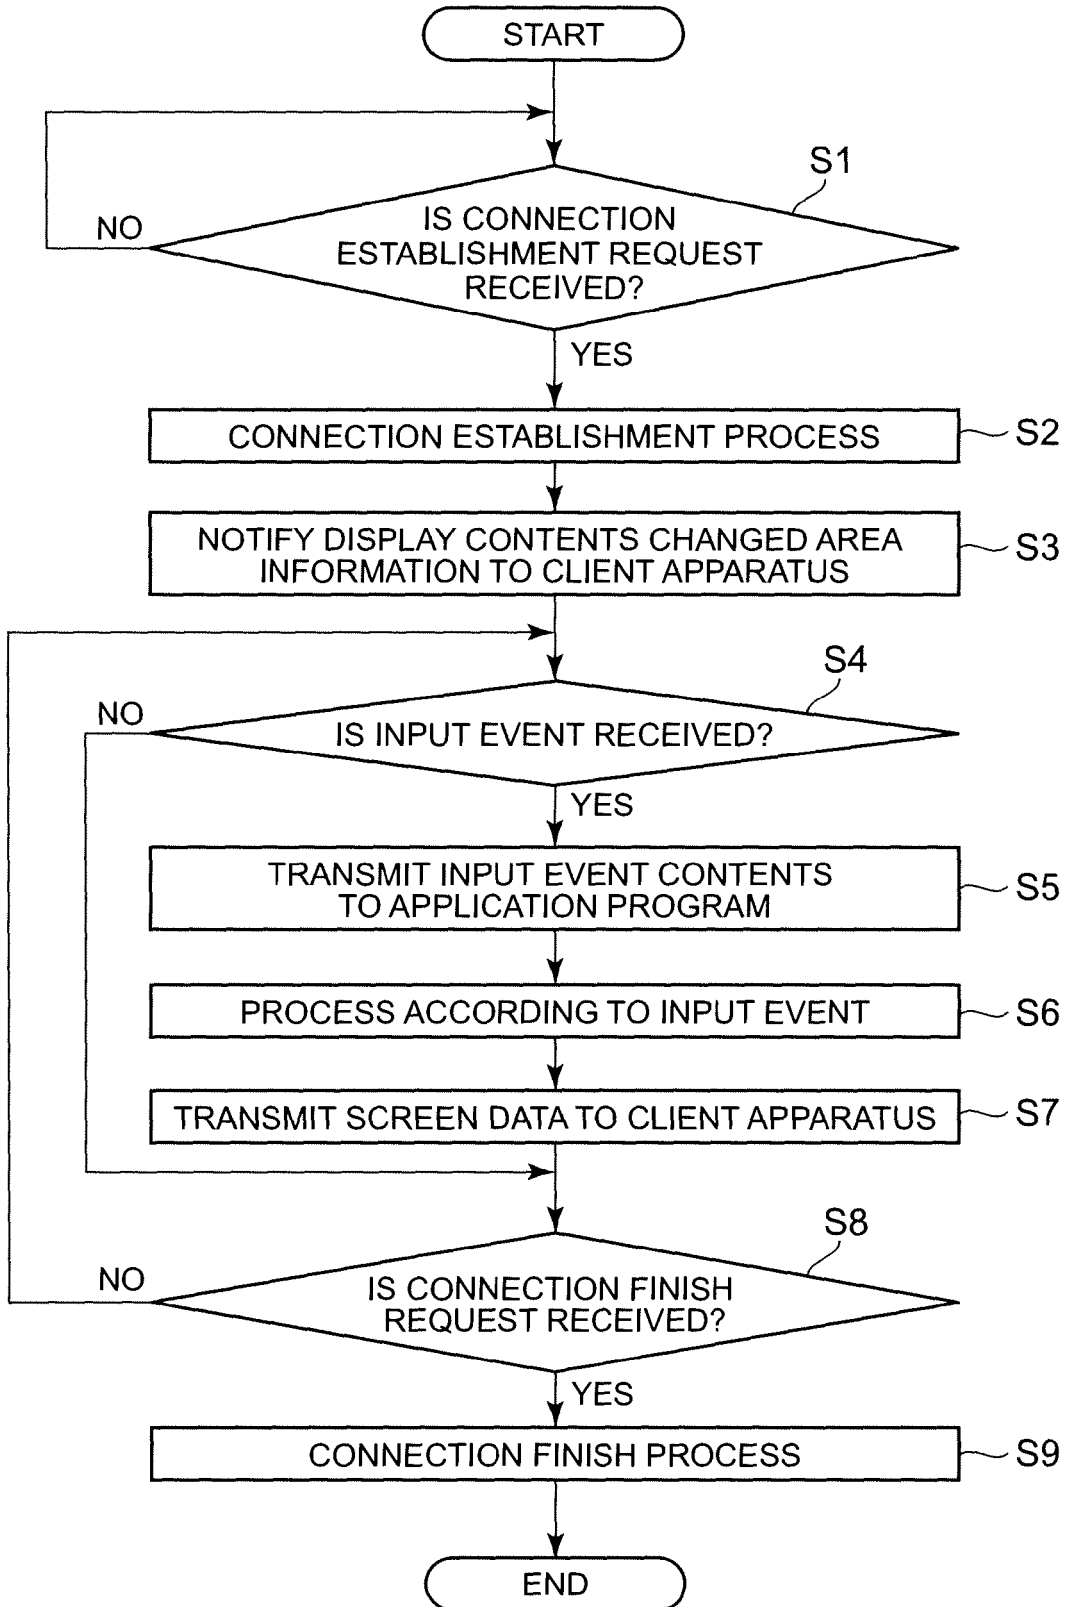 START
S1
IS CONNECTION
ESTABLISHMENT REQUEST
RECEIVED?
NO
YES
CONNECTION ESTABLISHMENT PROCESS
S2
NOTIFY DISPLAY CONTENTS CHANGED AREA
INFORMATION TO CLIENT APPARATUS
S3
S4
NO
IS INPUT EVENT RECEIVED?
YES
TRANSMIT INPUT EVENT CONTENTS
TO APPLICATION PROGRAM
S5
PROCESS ACCORDING TO INPUT EVENT
S6
TRANSMIT SCREEN DATA TO CLIENT APPARATUS
S7
S8
NO
IS CONNECTION FINISH
REQUEST RECEIVED?
YES
CONNECTION FINISH PROCESS
S9
END